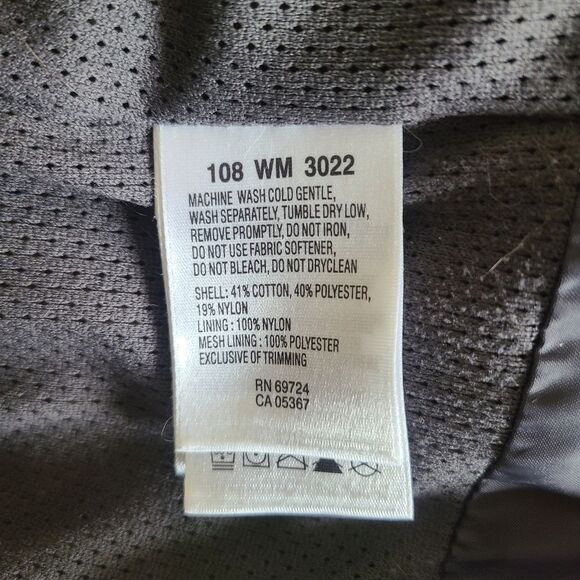 108 WM 3022
MACHINE WASH COLD GENTLE,
WASH SEPARATELY, TUMBLE DRY LOW,
REMOVE PROMPTLY, DO NOT IRON,
DO NOT USE FABRIC SOFTENER,
DO NOT BLEACH, DO NOT DRYCLEAN
SHELL: 41% COTTON, 40% POLYESTER,
19% NYLON
LINING : 100% NYLON
MESH LINING : 100% POLYESTER
EXCLUSIVE OF TRIMMING
RN 69724
CA 05367